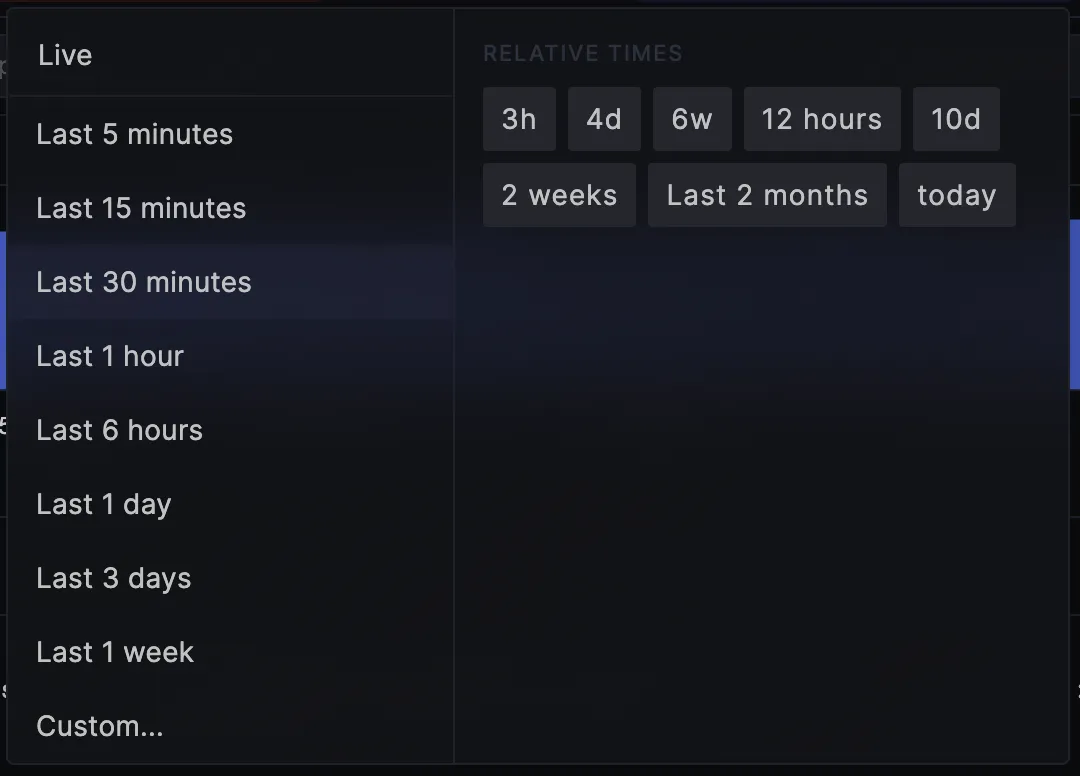 Live
Last 5 minutes
Last 15 minutes
Last 30 minutes
Last 1 hour
Last 6 hours
Last 1 day
Last 3 days
Last 1 week
Custom...
RELATIVE TIMES
3h 4d 6w 12 hours 10d
2 weeks Last 2 months today